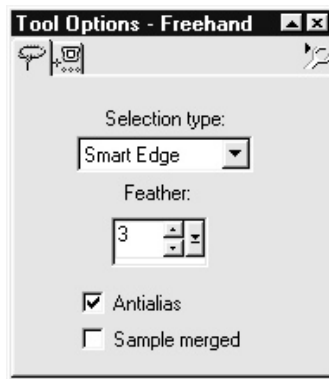 Tool Options - Freehand
Selection type:
Smart Edge
Feather:
3
Antialias
Sample merged